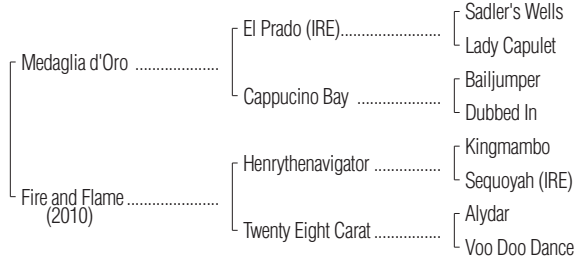 Sadler's Wells
El Prado (IRE)........................
Lady Capulet
Medaglia d'Oro .....................
Bailjumper
Cappucino Bay .....................
Dubbed In
Kingmambo
Henrythenavigator ................
Sequoyah (IRE)
Fire and Flame .......................
(2010)
Alydar
Twenty Eight Carat .................
Voo Doo Dance